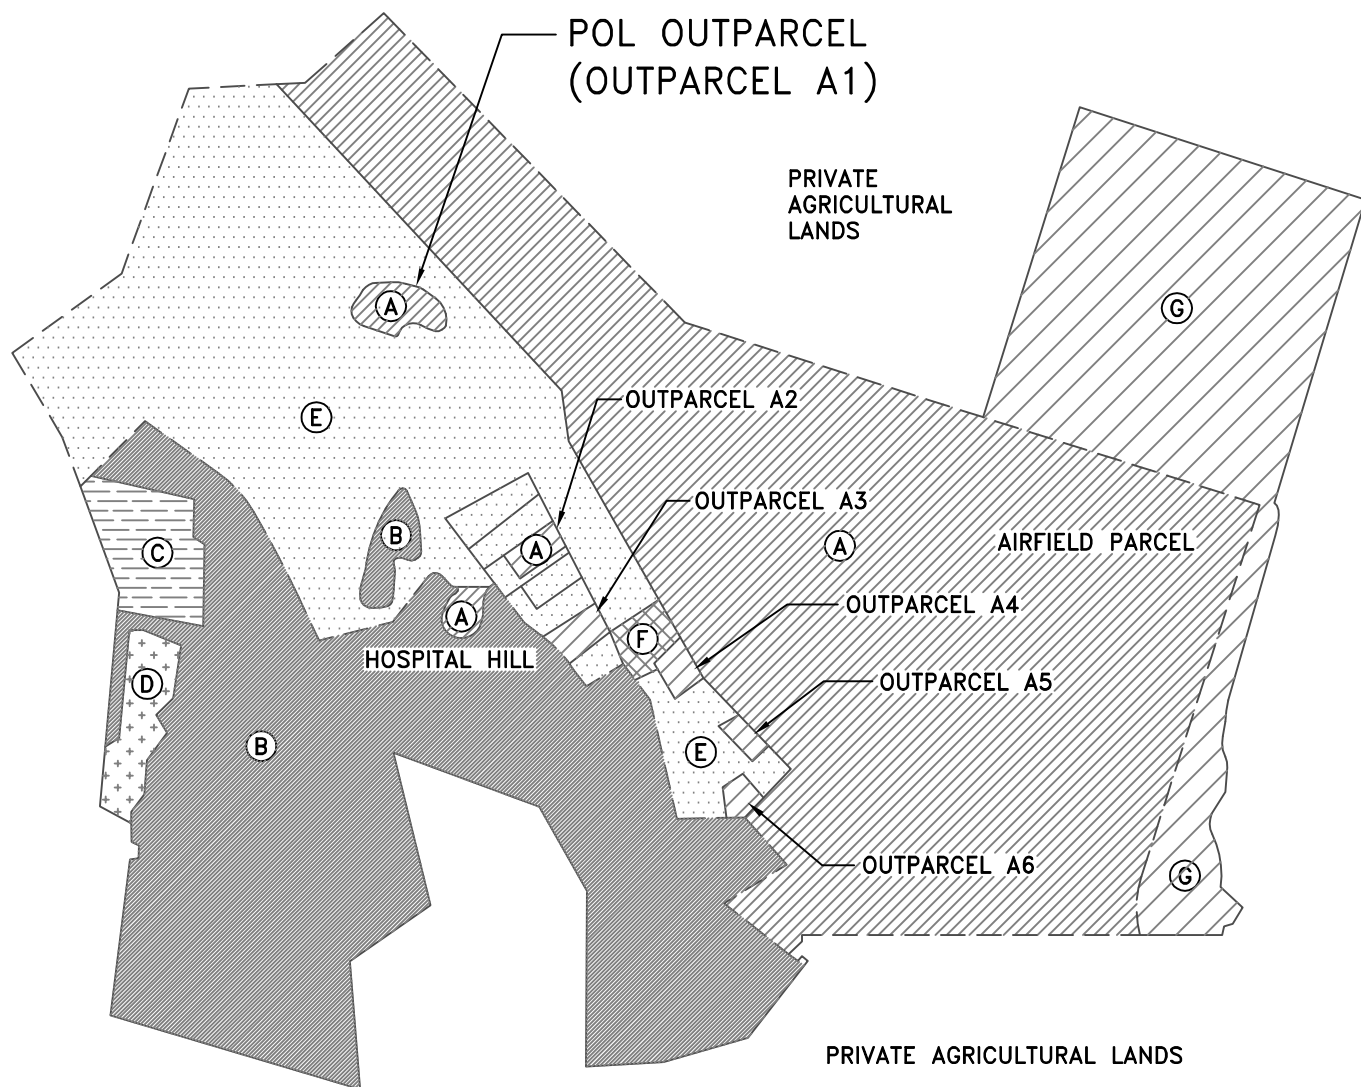 POL OUTPARCEL
(OUTPARCEL A1)
PRIVATE
AGRICULTURAL
LANDS
G
A
OUTPARCEL A2
E
OUTPARCEL A3
B
A
A
AIRFIELD PARCEL
C
OUTPARCEL A4
A
F
HOSPITAL HILL
D
OUTPARCEL A5
B
E
OUTPARCEL A6
G
PRIVATE AGRICULTURAL LANDS